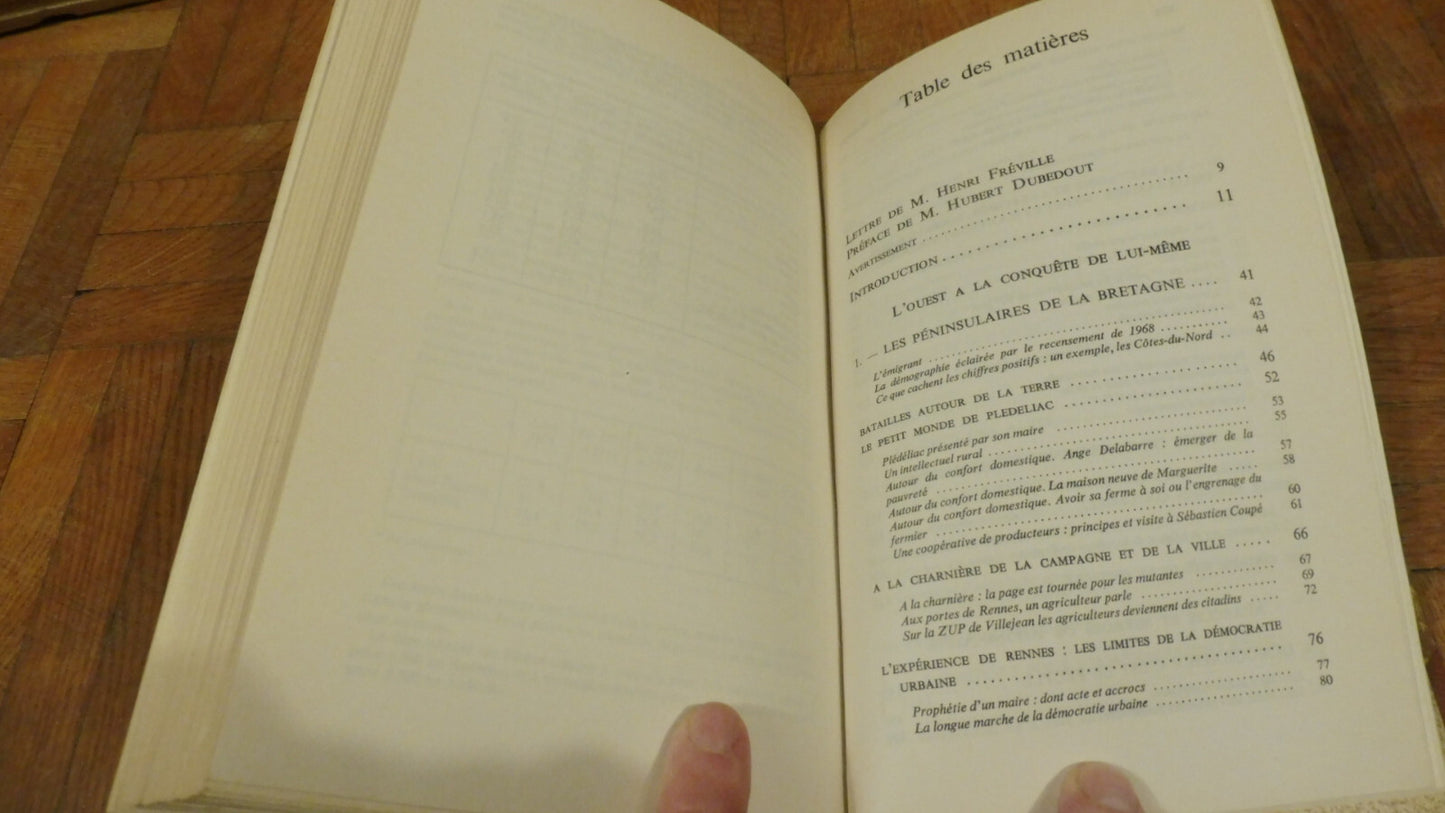 Table des matières
LETTRE DE M. HENRI FRÉVILLE
PRÉFACE DE M. HUBERT DUBEDOUT
AVERTISSEMENT . . . . . . . . . . . . . . . . . . . . . . . . . . . . . . . . 9
INTRODUCTION . . . . . . . . . . . . . . . . . . . . . . . . . . . . 11
L'OUEST A LA CONQUÊTE DE LUI-MÊME
1. — LES PÉNINSULAIRES DE LA BRETAGNE .... 41
L'émigrant .................................... 42
La démographie éclairée par le recensement de 1968 ........... 43
Ce que cachent les chiffres positifs : un exemple, les Côtes-du-Nord .. 44
BATAILLES AUTOUR DE LA TERRE ........................ 46
LE PETIT MONDE DE PLEDELIAC ......................... 52
Plédéliac présenté par son maire ........................... 53
Un intellectuel rural .................................... 55
Autour du confort domestique. Ange Delabarre : émerger de la
pauvreté ........................................ 57
Autour du confort domestique. La maison neuve de Marguerite ..... 58
Autour du confort domestique. Avoir sa ferme à soi ou l'engrenage du
fermier ........................................ 60
Une coopérative de producteurs : principes et visite à Sébastien Coupé 61
A LA CHARNIÈRE DE LA CAMPAGNE ET DE LA VILLE ..... 66
A la charnière : la page est tournée pour les mutantes ............ 67
Aux portes de Rennes, un agriculteur parle ................... 69
Sur la ZUP de Villejean les agriculteurs deviennent des citadins ..... 72
L'EXPÉRIENCE DE RENNES : LES LIMITES DE LA DÉMOCRATIE
URBAINE ........................................ 76
Prophétie d'un maire : dont acte et accrocs ................... 77
La longue marche de la démocratie urbaine ................... 80